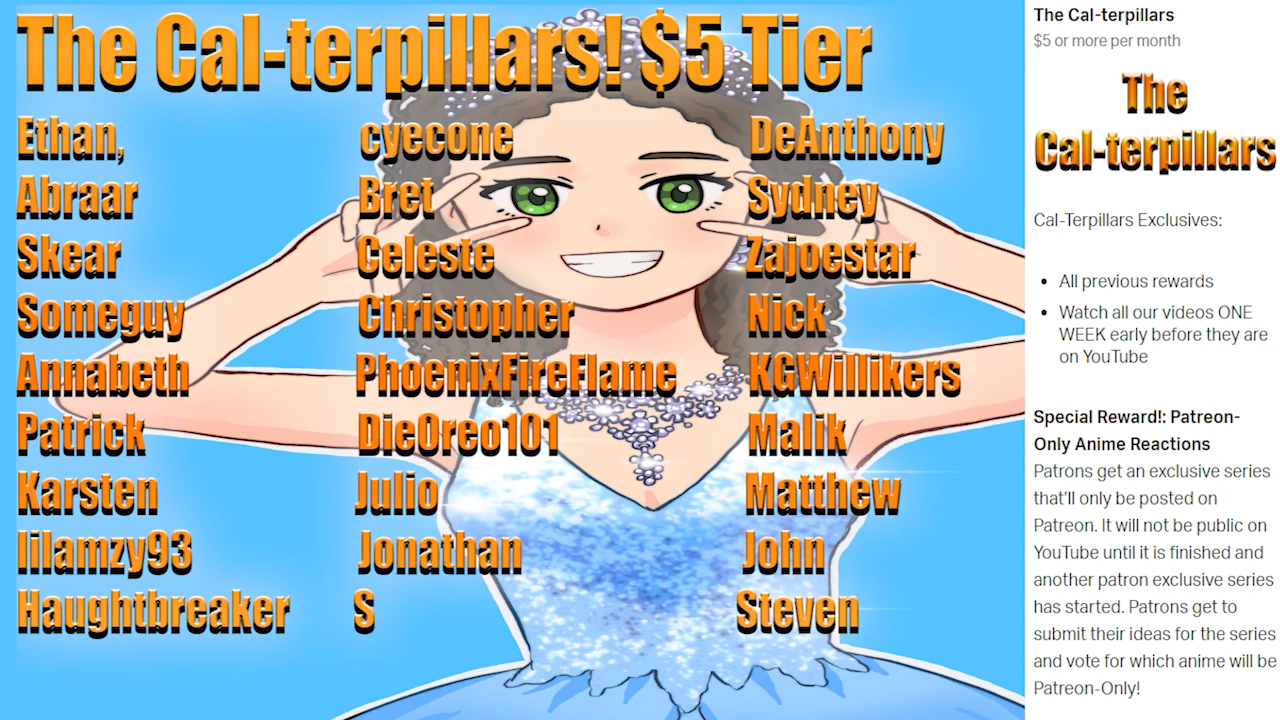 The Cal-terpillars! $5 Tier
Ethan,
Abraar
Skear
Someguy
Annabeth
Patrick
Karsten
lilamzy93
Haughtbreaker
cyecone
Bret
Celeste
Christopher
PhoenixFireFlame
DieOreo101
Julio
Jonathan
S
DeAnthony
Sydney
Zajoestar
Nick
KGWillikers
Malik
Matthew
John
Steven
The Cal-terpillars
$5 or more per month
The
Cal-terpillars
Cal-Terpillars Exclusives:
• All previous rewards
• Watch all our videos ONE
WEEK early before they are
on YouTube
Special Reward!: Patreon-
Only Anime Reactions
Patrons get an exclusive series
that'll only be posted on
Patreon. It will not be public on
YouTube until it is finished and
another patron exclusive series
has started. Patrons get to
submit their ideas for the series
and vote for which anime will be
Patreon-Only!